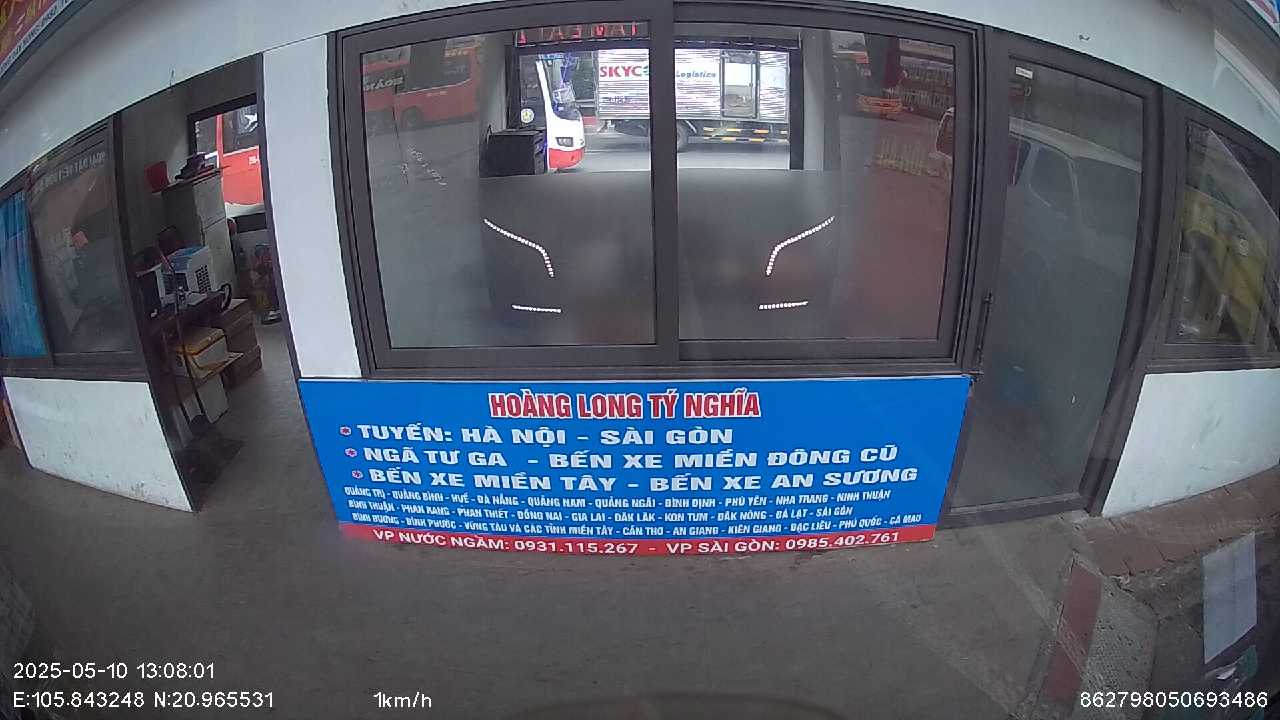 SKYC
Logistics
HOÀNG LONG TÝ NGHĨA
TUYẾN: HÀ NỘI - SÀI GÒN
NGÃ TƯ GA - BẾN XE MIỀN ĐÔNG CŨ
BẾN XE MIỀN TÂY - BẾN XE AN SƯƠNG
QUẢNG TRỊ - QUẢNG BÌNH - HUẾ - ĐÀ NẴNG - QUẢNG NAM - QUẢNG NGÃI - BÌNH ĐỊNH - PHÚ YÊN - NHA TRANG - NINH THUẬN
BÌNH THUẬN - PHAN RANG - PHAN THIẾT - ĐỒNG NAI - GIA LAI - ĐĂK LĂK - KON TUM - ĐĂK NÔNG - ĐÀ LẠT - SÀI GÒN
BÌNH DƯƠNG - BÌNH PHƯỚC - VŨNG TÀU VÀ CÁC TỈNH MIỀN TÂY - CẦN THƠ - AN GIANG - KIÊN GIANG - BẠC LIÊU - PHÚ QUỐC - CÀ MAU
VP NƯỚC NGẦM: 0931.115.267 - VP SÀI GÒN: 0985.402.761
2025-05-10 13:08:01
E:105.843248 N:20.965531
1km/h
862798050693486